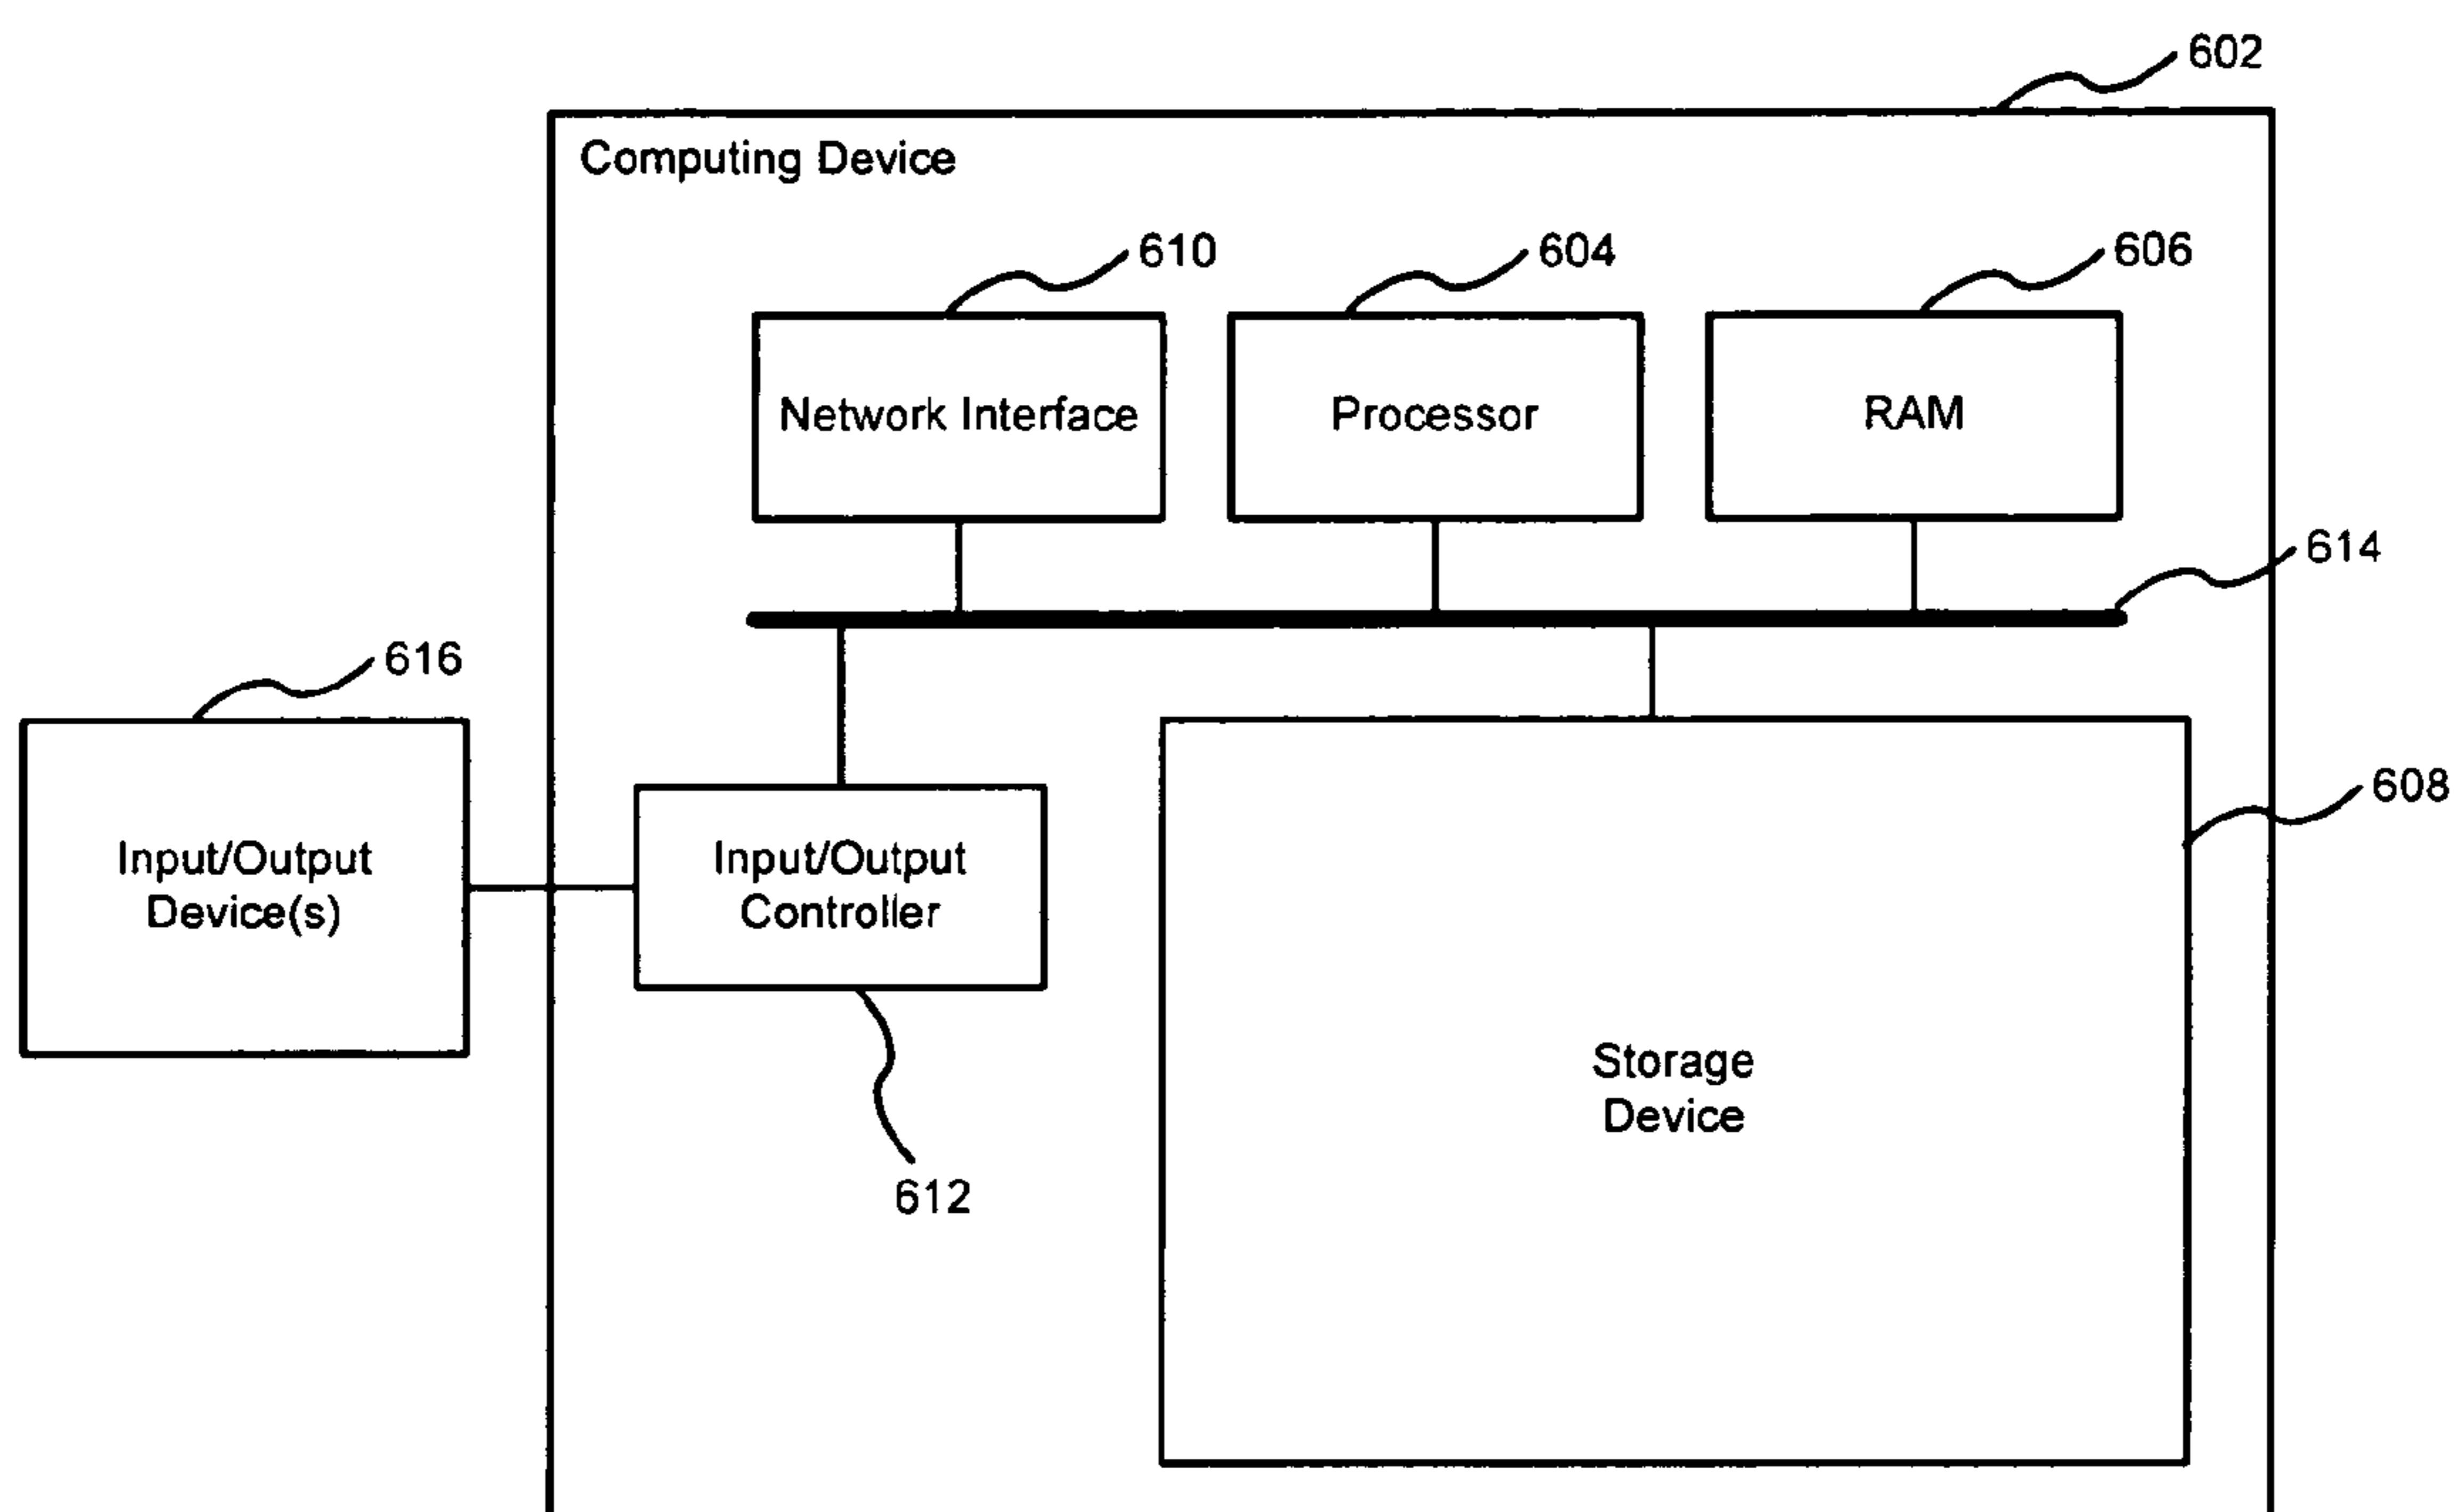 602
Computing Device
610
604
606
Network Interface
Processor
RAM
614
616
608
Input/Output
Device(s)
Input/Output
Controller
Storage
Device
612